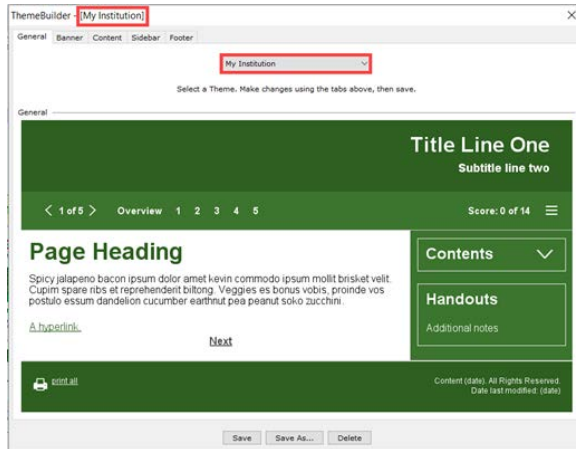 ThemeBuilder - [My Institution]
General Banner Content Sidebar Footer
My Institution
Select a Theme. Make changes using the tabs above, then save.
General
Title Line One
Subtitle line two
< 1 of 5 > Overview 1 2 3 4 5 Score: 0 of 14
Page Heading
Spicy jalapeno bacon ipsum dolor amet kevin commodo ipsum mollit brisket velit.
Cupim spare ribs et reprehenderit biltong. Veggies es bonus vobis, proinde vos
postulo essum dandelion cucumber earthnut pea peanut soko zucchini.
A hyperlink.
Next
Contents
Handouts
Additional notes
print all
Content (date). All Rights Reserved.
Date last modified: (date)
Save Save As... Delete